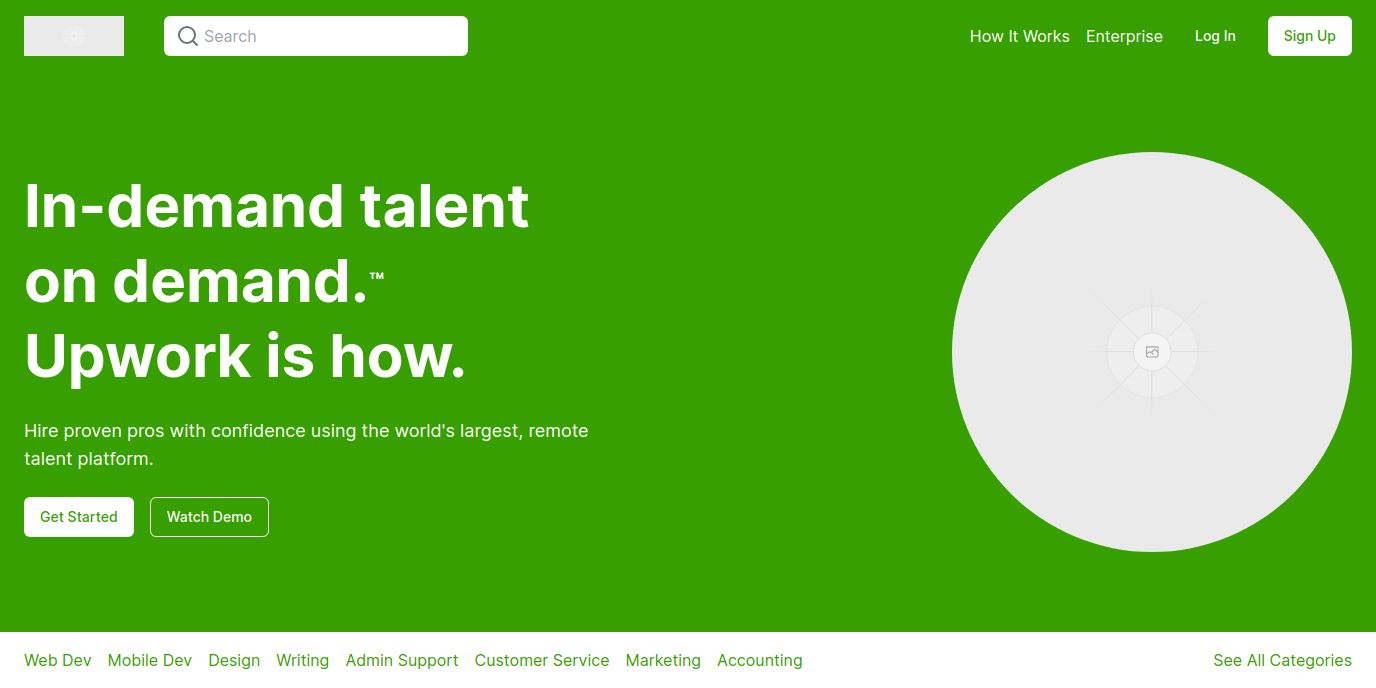 Search
How It Works
Enterprise
Log In
Sign Up
In-demand talent
on demand.™
Upwork is how.
Hire proven pros with confidence using the world's largest, remote
talent platform.
Get Started
Watch Demo
Web Dev
Mobile Dev
Design
Writing
Admin Support
Customer Service
Marketing
Accounting
See All Categories